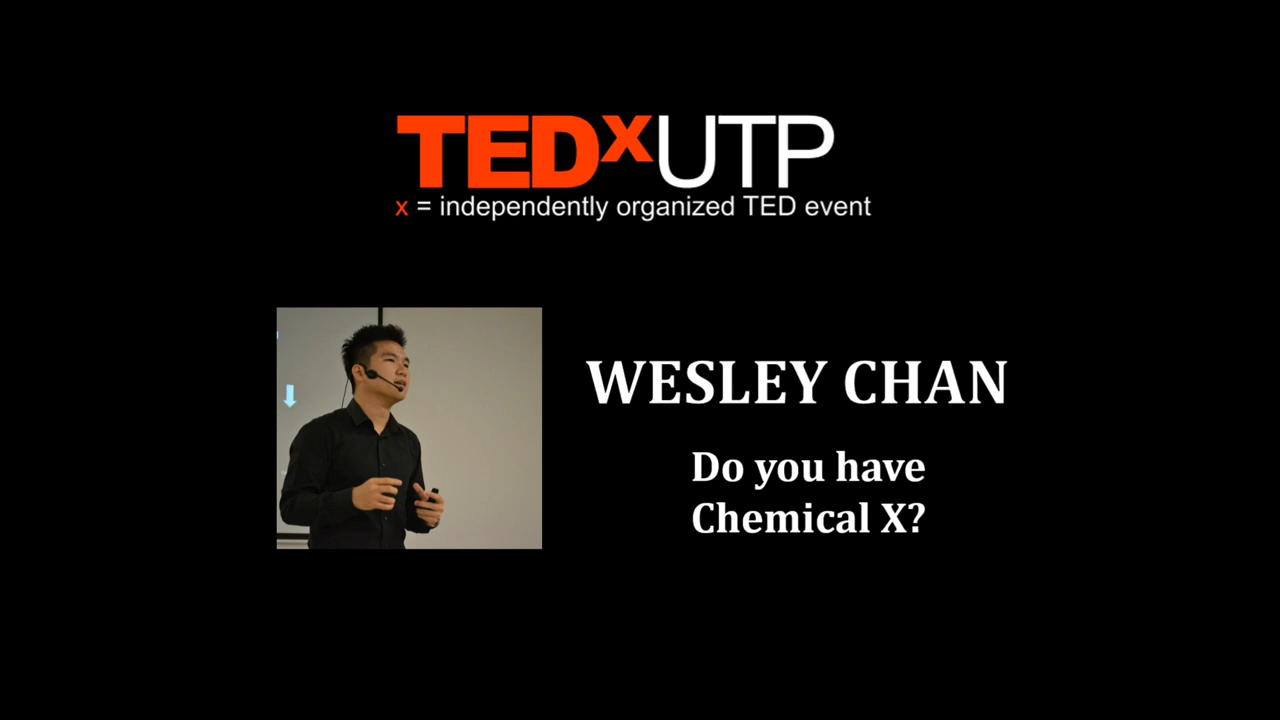 TEDxUTP
x = independently organized TED event
WESLEY CHAN
Do you have
Chemical X?